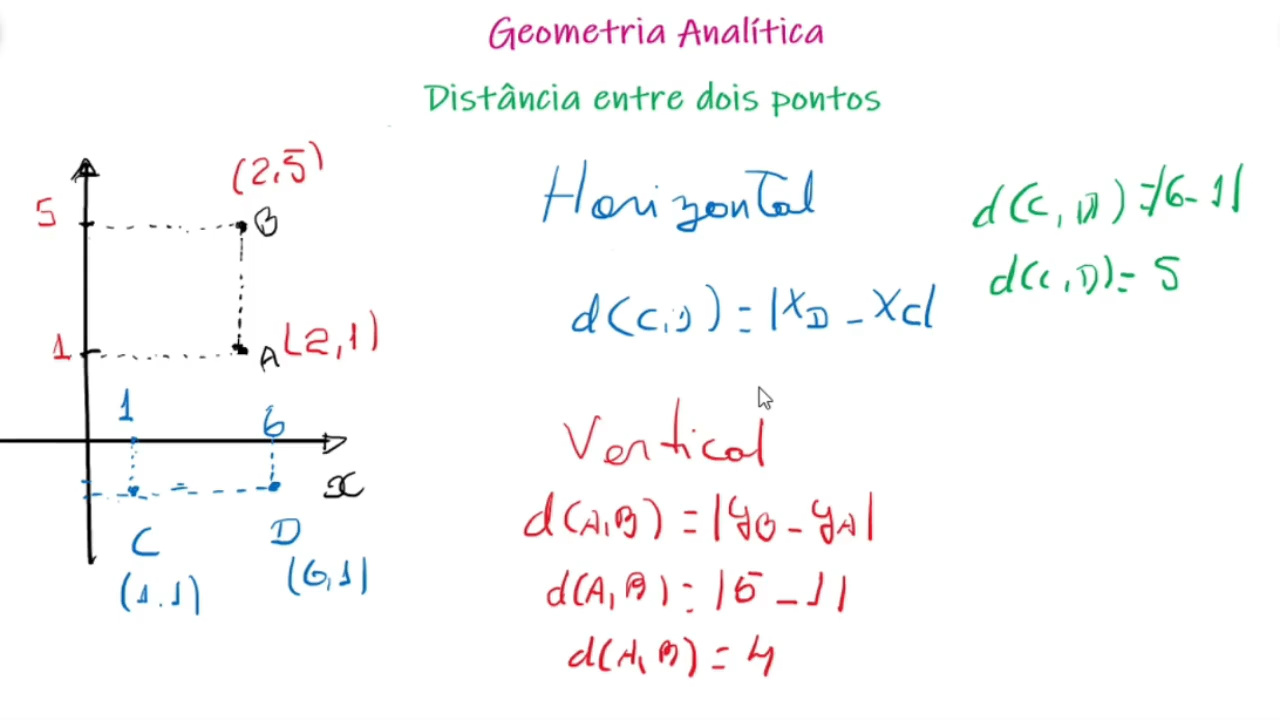 Geometria Analítica
Distância entre dois pontos
(2,5)
5
B
1
A (2,1)
1
6
x
C
D
(1,1)
(6,1)
Horizontal
d(C,D) = |XD - XC|
Vertical
d(A,B) = |yB - yA|
d(A,B) = |5 - 1|
d(A,B) = 4
d(C,D) = |6-1|
d(C,D) = 5